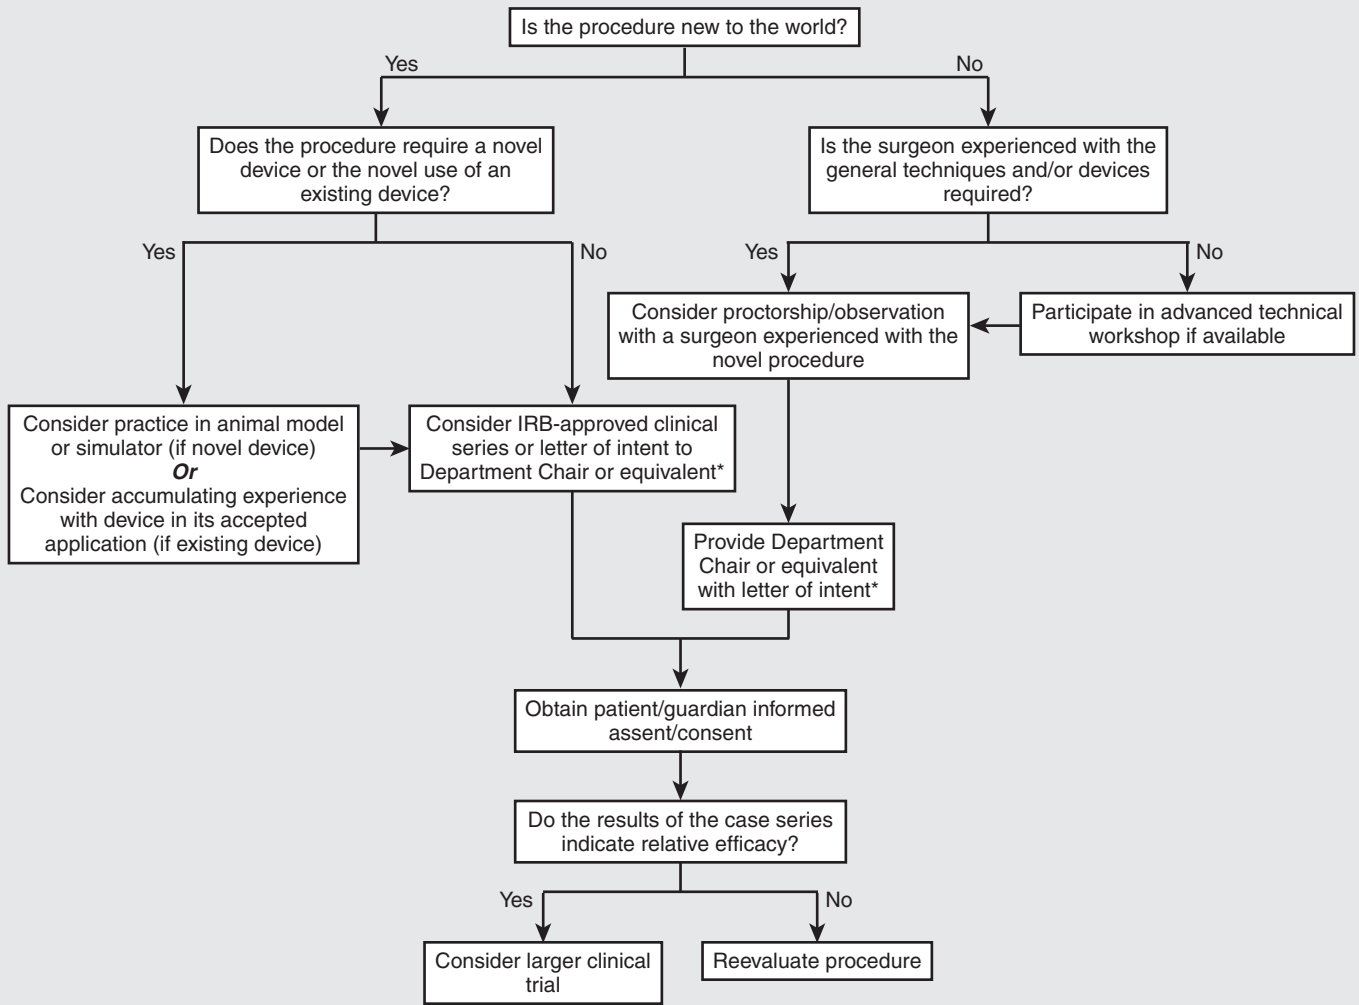 Is the procedure new to the world?
Yes
No
Does the procedure require a novel
device or the novel use of an
existing device?
Is the surgeon experienced with the
general techniques and/or devices
required?
Yes
No
Yes
No
Consider proctorship/observation
with a surgeon experienced with the
novel procedure
Participate in advanced technical
workshop if available
Consider practice in animal model
or simulator (if novel device)
Or
Consider accumulating experience
with device in its accepted
application (if existing device)
Consider IRB-approved clinical
series or letter of intent to
Department Chair or equivalent*
Provide Department
Chair or equivalent
with letter of intent*
Obtain patient/guardian informed
assent/consent
Do the results of the case series
indicate relative efficacy?
Yes
No
Consider larger clinical
trial
Reevaluate procedure